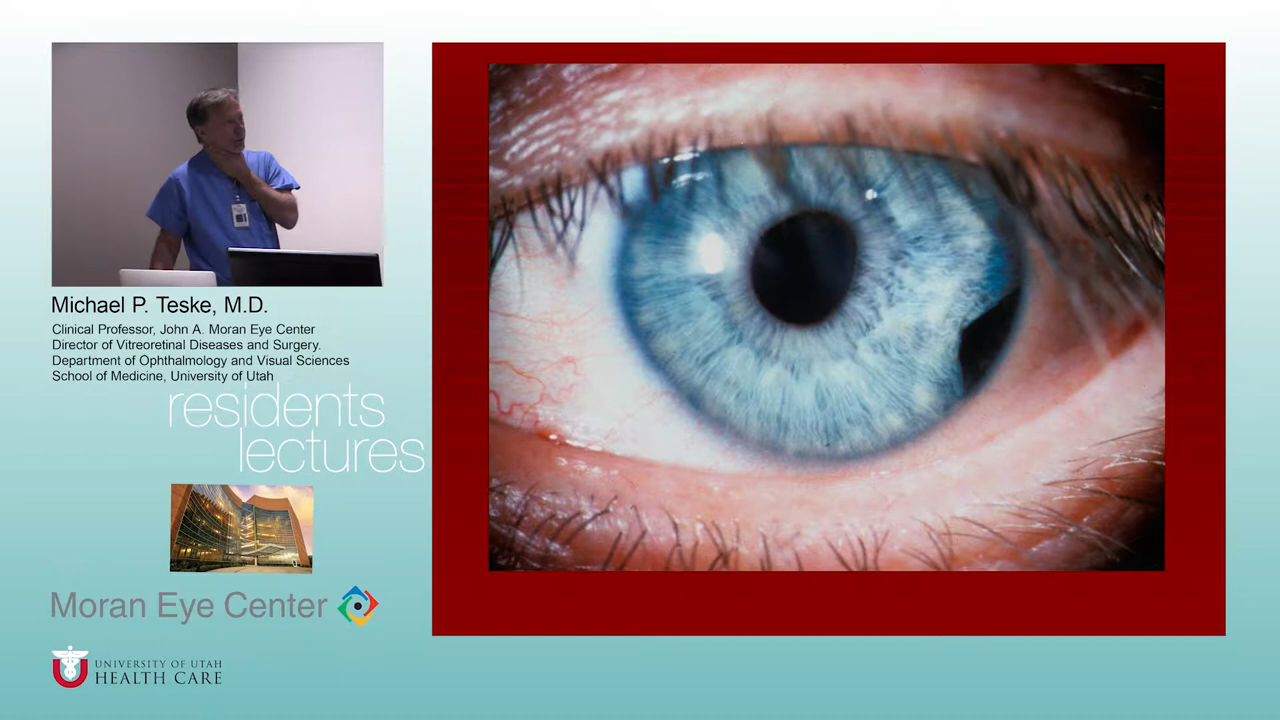 Michael P. Teske, M.D.
Clinical Professor, John A. Moran Eye Center
Director of Vitreoretinal Diseases and Surgery.
Department of Ophthalmology and Visual Sciences
School of Medicine, University of Utah
residents
lectures
Moran Eye Center
UNIVERSITY OF UTAH
HEALTH CARE